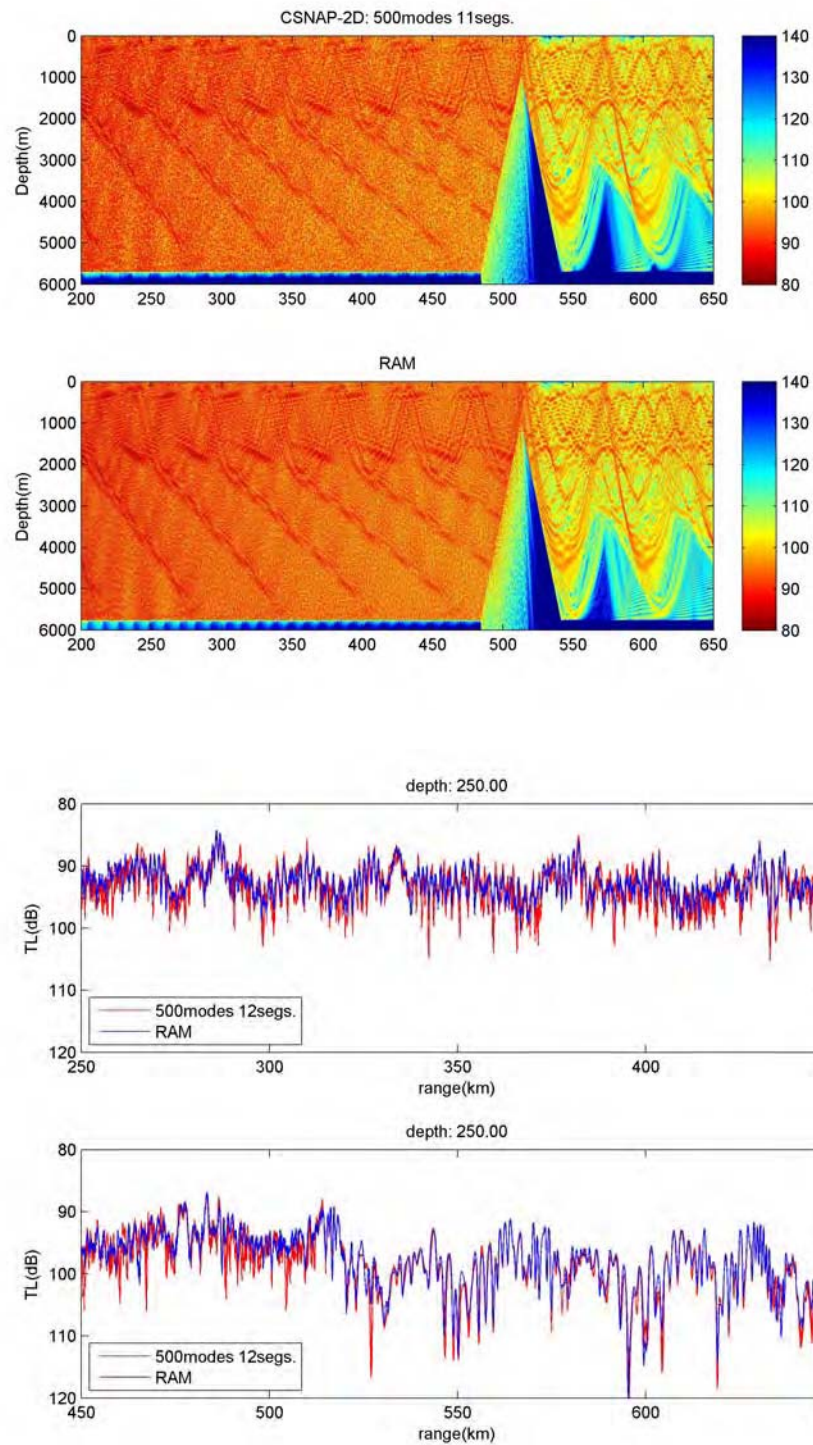 CSNAP-2D: 500modes 11segs.
0
1000
2000
3000
4000
5000
6000
Depth(m)
200 250 300 350 400 450 500 550 600 650
140
130
120
110
100
90
80
RAM
0
1000
2000
3000
4000
5000
6000
Depth(m)
200 250 300 350 400 450 500 550 600 650
140
130
120
110
100
90
80
depth: 250.00
80
90
100
110
120
TL(dB)
500modes 12segs.
RAM
250 300 350 400
range(km)
depth: 250.00
80
90
100
110
120
TL(dB)
500modes 12segs.
RAM
450 500 550 600
range(km)